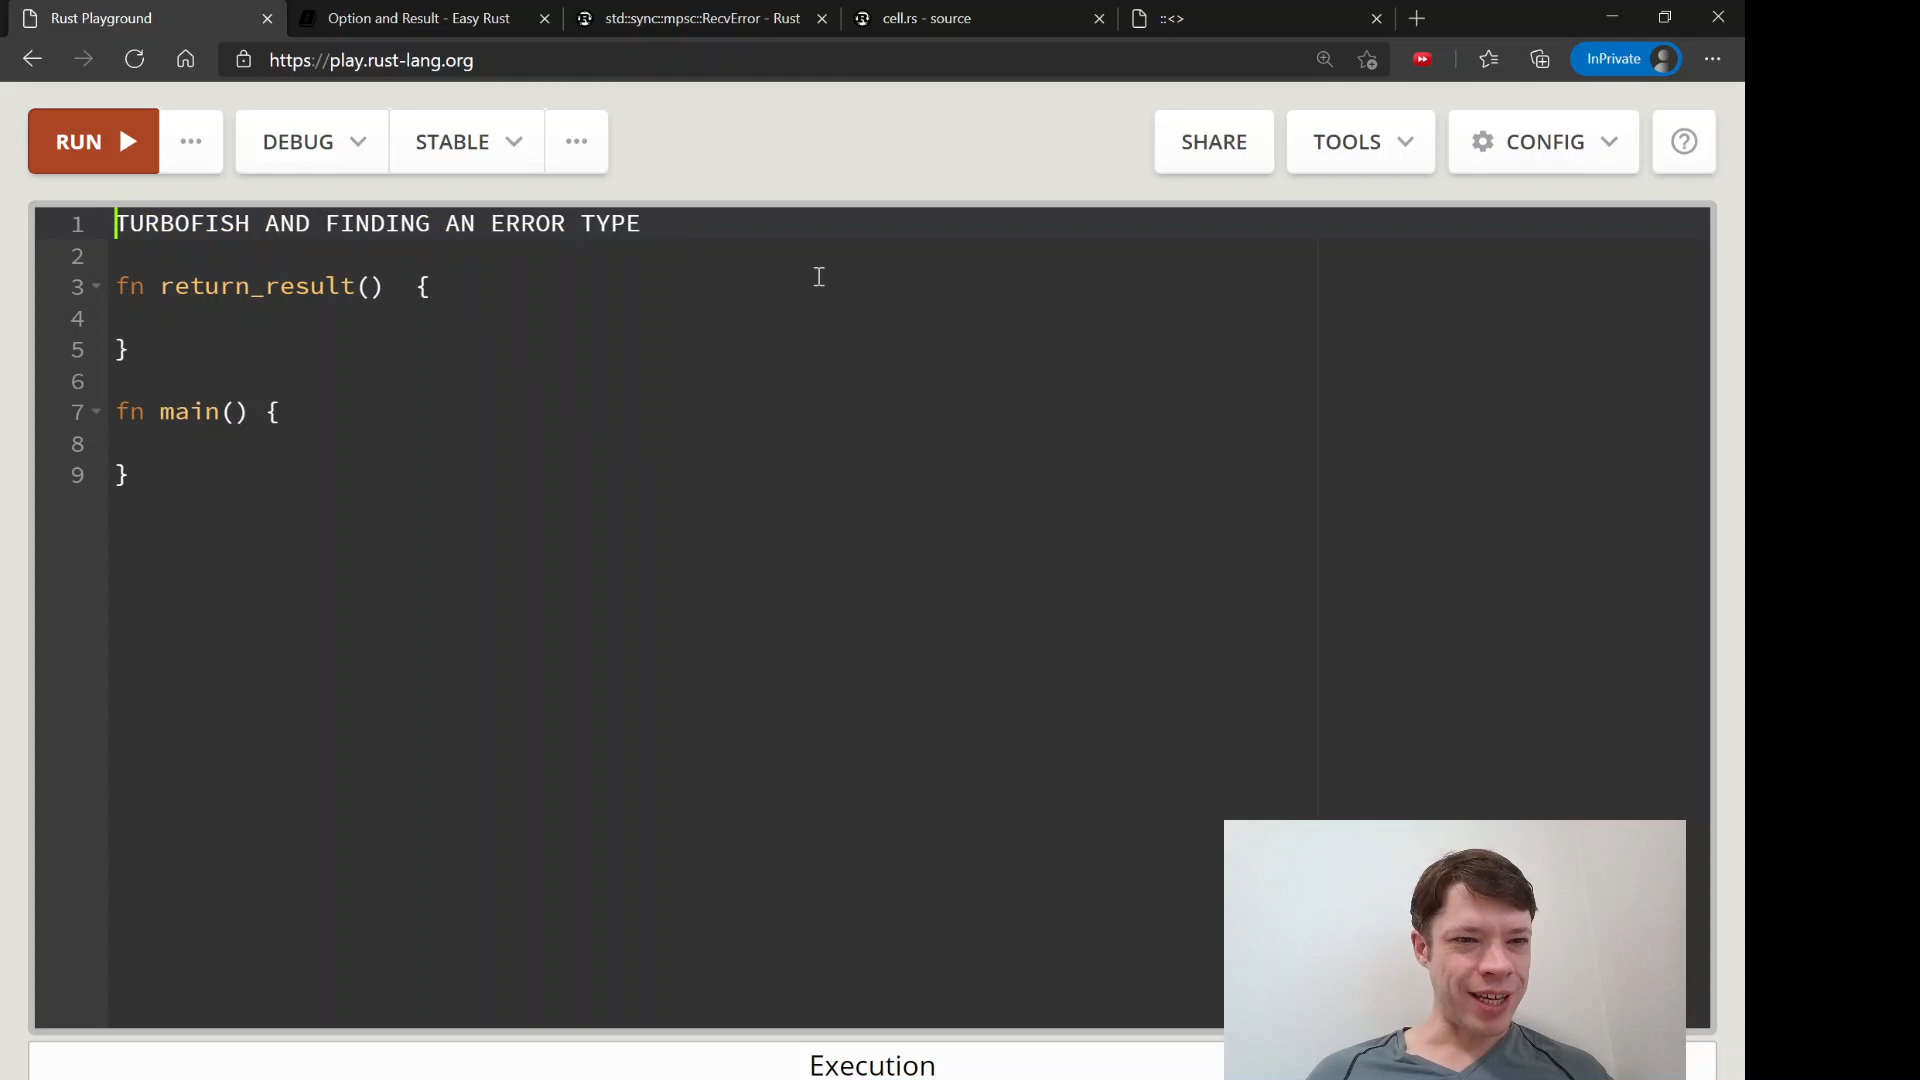 Rust Playground
Option and Result - Easy Rust
std::sync::mpsc::RecvError - Rust
cell.rs - source
::<>
https://play.rust-lang.org
InPrivate
RUN
DEBUG
STABLE
SHARE
TOOLS
CONFIG
1 TURBOFISH AND FINDING AN ERROR TYPE
2
3 fn return_result()  {
4
5 }
6
7 fn main() {
8
9 }
Execution